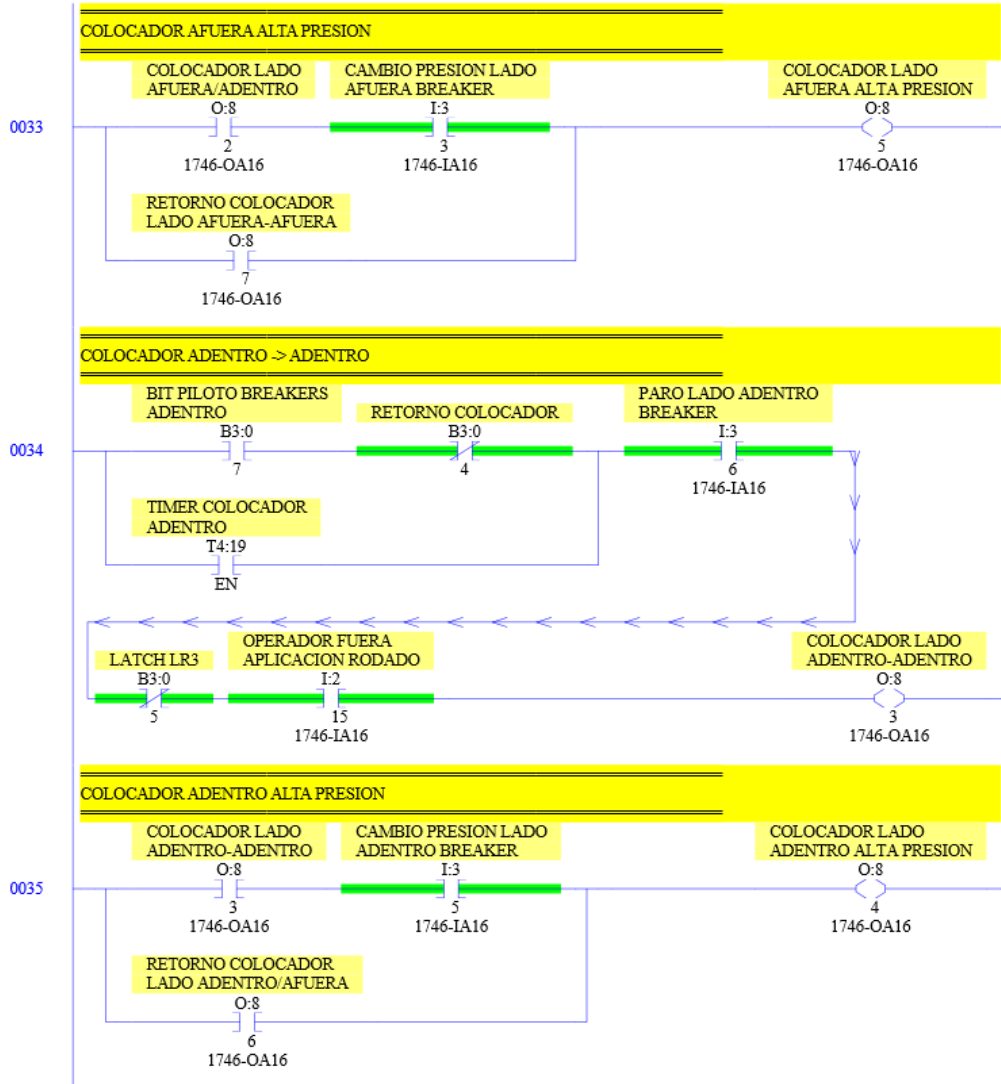 COLOCADOR AFUERA ALTA PRESION
COLOCADOR LADO
AFUERA/ADENTRO
O:8
2
1746-OA16
CAMBIO PRESION LADO
AFUERA BREAKER
I:3
3
1746-IA16
COLOCADOR LADO
AFUERA ALTA PRESION
O:8
5
1746-OA16
0033
RETORNO COLOCADOR
LADO AFUERA-AFUERA
O:8
7
1746-OA16
COLOCADOR ADENTRO -> ADENTRO
BIT PILOTO BREAKERS
ADENTRO
B3:0
7
RETORNO COLOCADOR
B3:0
4
PARO LADO ADENTRO
BREAKER
I:3
6
1746-IA16
0034
TIMER COLOCADOR
ADENTRO
T4:19
EN
LATCH LR3
B3:0
5
OPERADOR FUERA
APLICACION RODADO
I:2
15
1746-IA16
COLOCADOR LADO
ADENTRO-ADENTRO
O:8
3
1746-OA16
COLOCADOR ADENTRO ALTA PRESION
COLOCADOR LADO
ADENTRO-ADENTRO
O:8
3
1746-OA16
CAMBIO PRESION LADO
ADENTRO BREAKER
I:3
5
1746-IA16
COLOCADOR LADO
ADENTRO ALTA PRESION
O:8
4
1746-OA16
0035
RETORNO COLOCADOR
LADO ADENTRO/AFUERA
O:8
6
1746-OA16